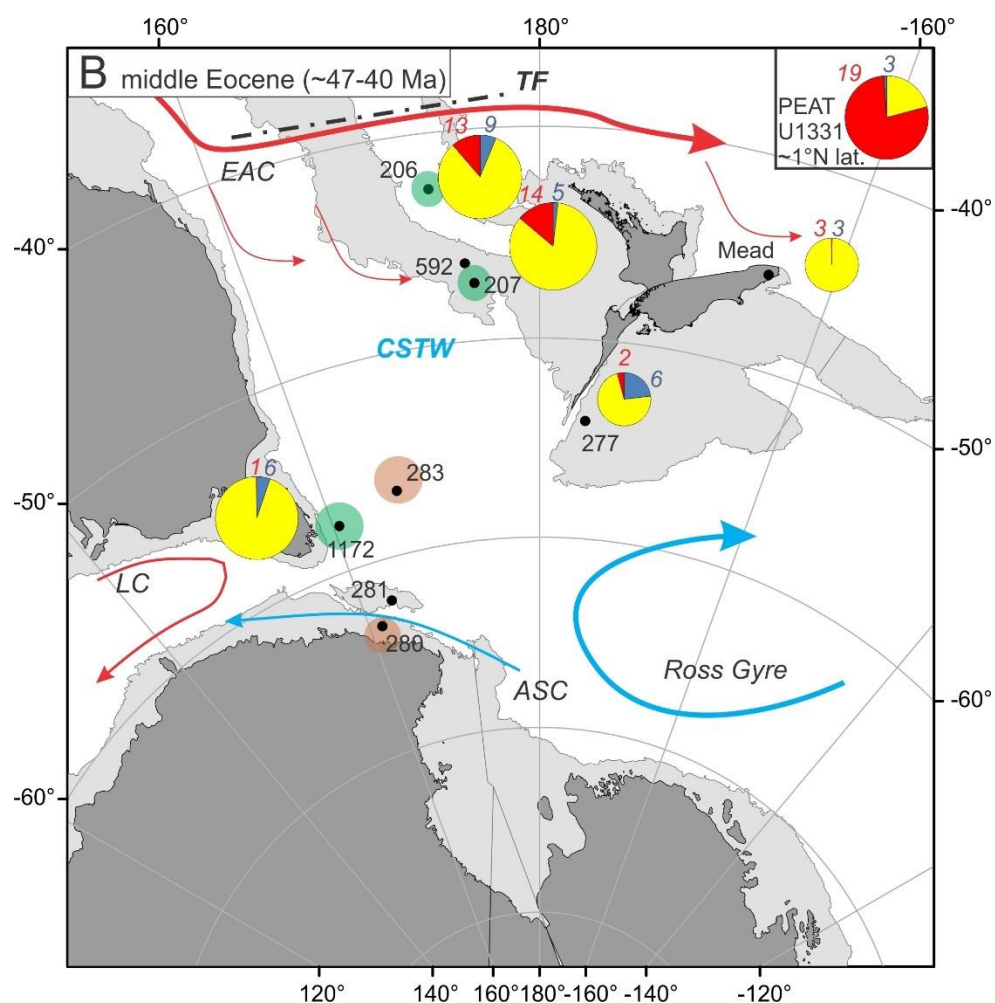 160° 180° -160°
B middle Eocene (~47-40 Ma)
TF
19 3
PEAT
U1331
~1°N lat.
EAC
13 9
206
14 5
-40°
-40°
3 3
Mead
592
207
CSTW
2 6
277
-50°
-50°
283
1 6
1172
LC
281
280
ASC
Ross Gyre
-60°
-60°
120° 140° 160° 180° -160° -140° -120°